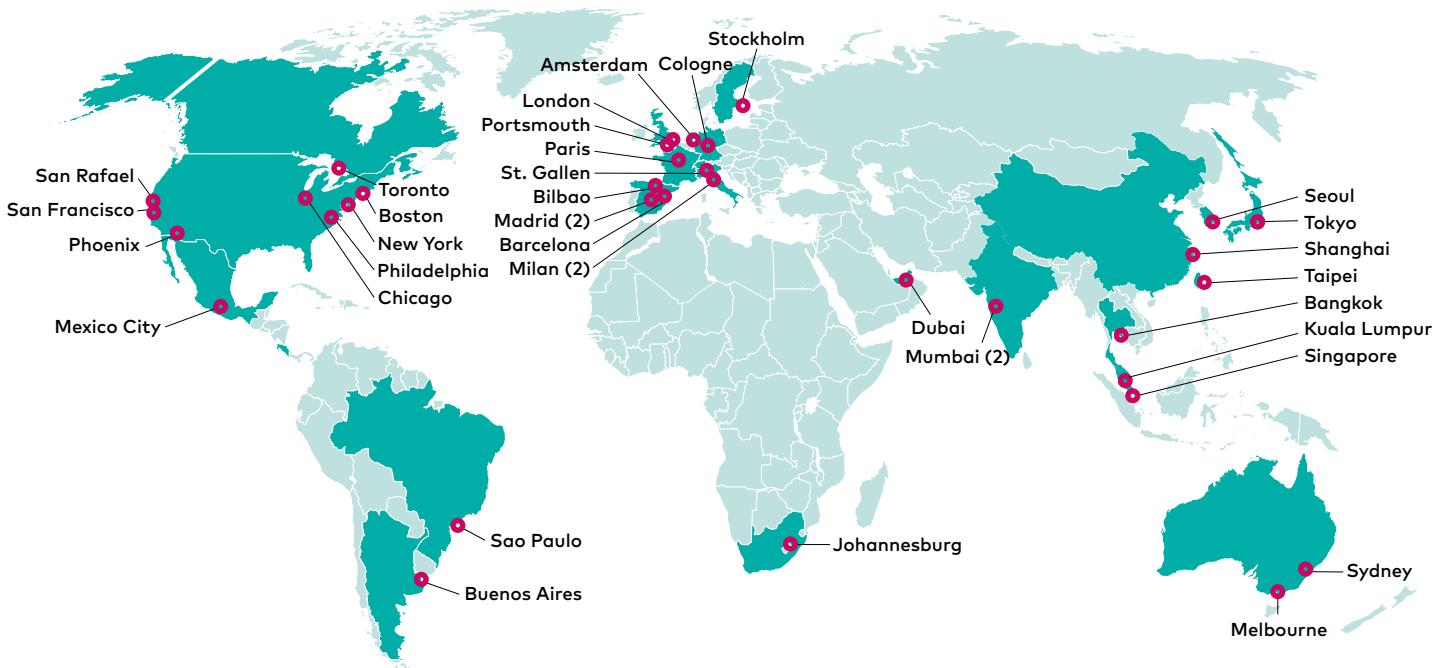 Stockholm
Amsterdam
Cologne
London
Portsmouth
Paris
St. Gallen
Bilbao
Madrid (2)
Barcelona
Milan (2)
San Rafael
San Francisco
Phoenix
Mexico City
Toronto
Boston
New York
Philadelphia
Chicago
Sao Paulo
Buenos Aires
Johannesburg
Dubai
Mumbai (2)
Seoul
Tokyo
Shanghai
Taipei
Bangkok
Kuala Lumpur
Singapore
Sydney
Melbourne